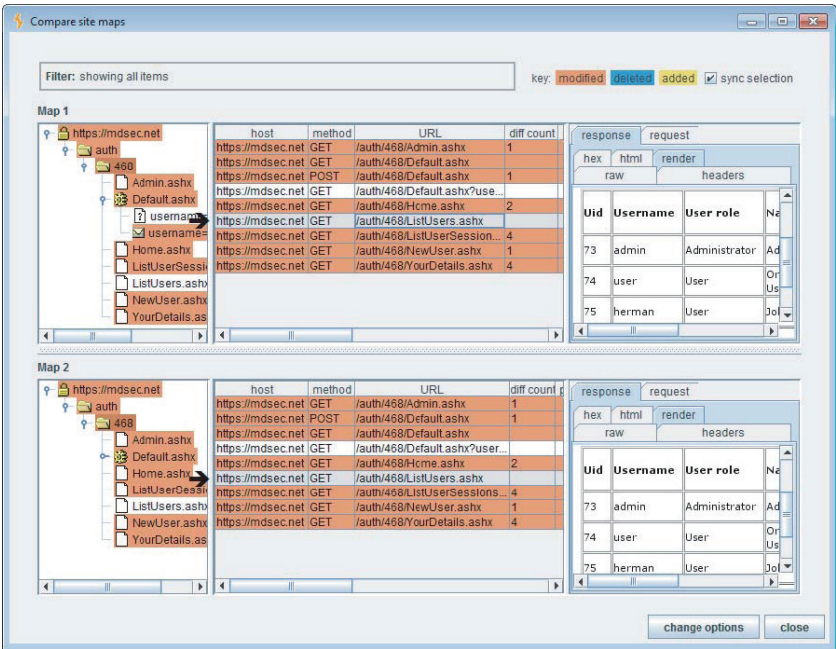 Compare site maps
Filter: showing all items
key: modified deleted added sync selection
Map 1
https://mdsec.net
auth
460
Admin.ashx
Default.ashx
username
username=
Home.ashx
ListUserSessi
ListUsers.ashx
NewUser.ashx
YourDetails.as
host method URL diff count
https://mdsec.net GET /auth/468/Admin.ashx 1
https://mdsec.net GET /auth/468/Default.ashx
https://mdsec.net POST /auth/468/Default.ashx 1
https://mdsec.net GET /auth/468/Default.ashx?use...
https://mdsec.net GET /auth/468/Home.ashx 2
https://mdsec.net GET /auth/468/ListUsers.ashx
https://mdsec.net GET /auth/468/ListUserSession... 4
https://mdsec.net GET /auth/468/NewUser.ashx 1
https://mdsec.net GET /auth/468/YourDetails.ashx 4
response request
hex html render
raw headers
Uid Username User role Na
73 admin Administrator Ad
74 user User Or
Us
75 herman User Jol
Map 2
https://mdsec.net
auth
468
Admin.ashx
Default.ashx
Home.ashx
ListUserSessi
ListUsers.ashx
NewUser.ashx
YourDetails.as
host method URL diff count p
https://mdsec.net GET /auth/468/Admin.ashx 1
https://mdsec.net POST /auth/468/Default.ashx 1
https://mdsec.net GET /auth/468/Default.ashx
https://mdsec.net GET /auth/468/Default.ashx?user...
https://mdsec.net GET /auth/468/Home.ashx 2
https://mdsec.net GET /auth/468/ListUsers.ashx
https://mdsec.net GET /auth/468/ListUserSessions... 4
https://mdsec.net GET /auth/468/NewUser.ashx 1
https://mdsec.net GET /auth/468/YourDetails.ashx 4
response request
hex html render
raw headers
Uid Username User role Na
73 admin Administrator Ad
74 user User Or
Us
75 herman User Jol
change options close